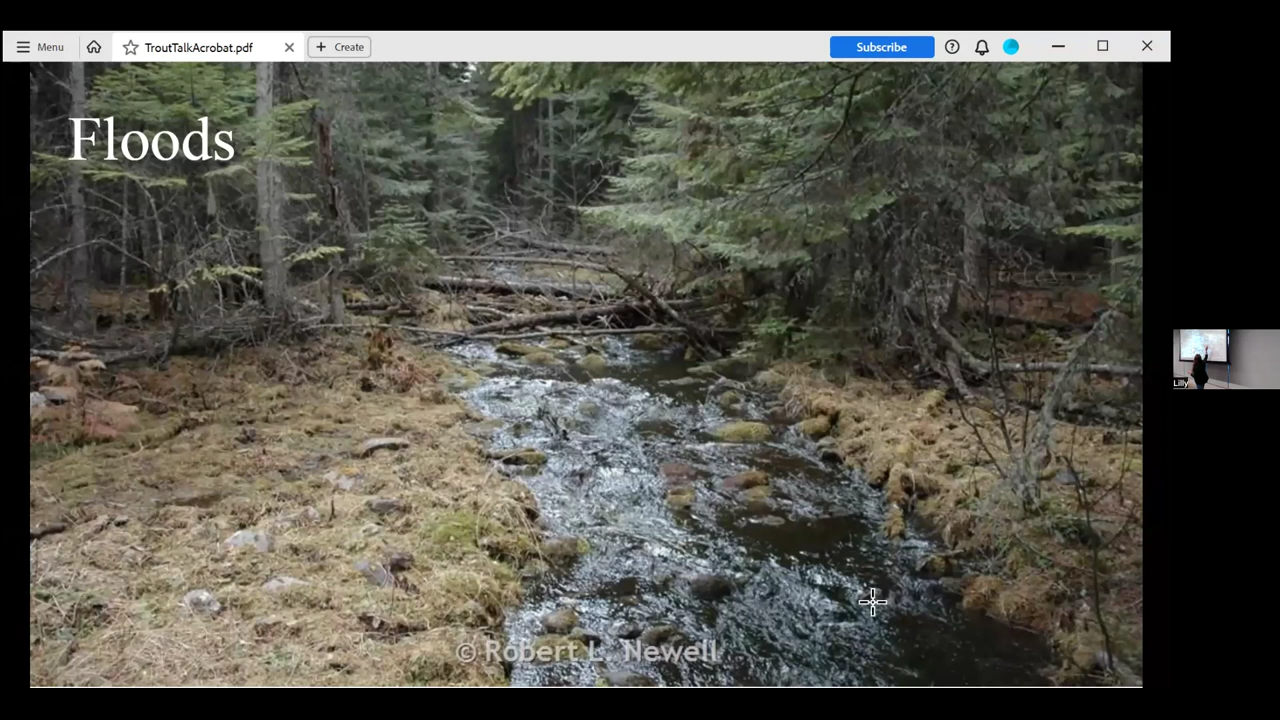 Menu
TroutTalkAcrobat.pdf
Create
Subscribe
Floods
Lilly
© Robert L. Newell